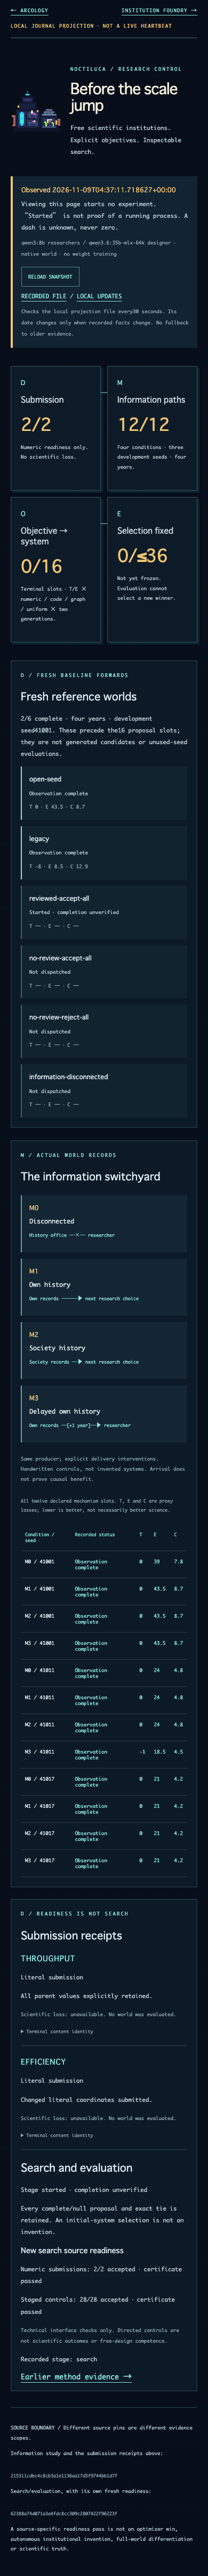 ← ARCOLOGY
INSTITUTION FOUNDRY →
LOCAL JOURNAL PROJECTION · NOT A LIVE HEARTBEAT
NOCTILUCA / RESEARCH CONTROL
Before the scale
jump
Free scientific institutions.
Explicit objectives. Inspectable
search.
Observed 2026-11-09T04:37:11.718627+00:00
Viewing this page starts no experiment.
“Started” is not proof of a running process. A
dash is unknown, never zero.
qwen3:8b researchers / qwen3.6:35b-mlx-64k designer ·
native world · no weight training
RELOAD SNAPSHOT
RECORDED FILE / LOCAL UPDATES
Checks the local projection file every30 seconds. Its
date changes only when recorded facts change. No fallback
to older evidence.
D
Submission
2/2
Numeric readiness only.
No scientific loss.
M
Information paths
12/12
Four conditions · three
development seeds · four
years.
O
Objective →
system
0/16
Terminal slots · T/E ×
numeric / code / graph
/ uniform × two
generations.
E
Selection fixed
0/≤36
Not yet frozen.
Evaluation cannot
select a new winner.
O / FRESH BASELINE FORWARDS
Fresh reference worlds
2/6 complete · four years · development
seed41001. These precede the16 proposal slots;
they are not generated candidates or unused-seed
evaluations.
open-seed
Observation complete
T 0 · E 43.5 · C 8.7
legacy
Observation complete
T -8 · E 8.5 · C 12.9
reviewed-accept-all
Started · completion unverified
T — · E — · C —
no-review-accept-all
Not dispatched
T — · E — · C —
no-review-reject-all
Not dispatched
T — · E — · C —
information-disconnected
Not dispatched
T — · E — · C —
M / ACTUAL WORLD RECORDS
The information switchyard
M0
Disconnected
History office —×— researcher
M1
Own history
Own records ———▶ next research choice
M2
Society history
Society records —▶ next research choice
M3
Delayed own history
Own records —[+1 year]—▶ researcher
Same producer; explicit delivery interventions.
Handwritten controls, not invented systems. Arrival does
not prove causal benefit.
All twelve declared mechanism slots. T, E and C are proxy
losses; lower is better, not necessarily better science.
Condition / seed Recorded status T E C
M0 / 41001 Observation complete 0 39 7.8
M1 / 41001 Observation complete 0 43.5 8.7
M2 / 41001 Observation complete 0 43.5 8.7
M3 / 41001 Observation complete 0 43.5 8.7
M0 / 41011 Observation complete 0 24 4.8
M1 / 41011 Observation complete 0 24 4.8
M2 / 41011 Observation complete 0 24 4.8
M3 / 41011 Observation complete -1 18.5 4.5
M0 / 41017 Observation complete 0 21 4.2
M1 / 41017 Observation complete 0 21 4.2
M2 / 41017 Observation complete 0 21 4.2
M3 / 41017 Observation complete 0 21 4.2
D / READINESS IS NOT SEARCH
Submission receipts
THROUGHPUT
Literal submission
All parent values explicitly retained.
Scientific loss: unavailable. No world was evaluated.
▶ Terminal content identity
EFFICIENCY
Literal submission
Changed literal coordinates submitted.
Scientific loss: unavailable. No world was evaluated.
▶ Terminal content identity
Search and evaluation
Stage started · completion unverified
Every complete/null proposal and exact tie is
retained. An initial-system selection is not an
invention.
New search source readiness
Numeric submissions: 2/2 accepted · certificate
passed
Staged controls: 28/28 accepted · certificate
passed
Technical interface checks only. Directed controls are
not scientific outcomes or free-design competence.
Recorded stage: search
Earlier method evidence →
SOURCE BOUNDARY / Different source pins are different evidence
scopes.
Information study and the submission receipts above:
Search/evaluation, with its own fresh readiness:
A source-specific readiness pass is not an optimizer win,
autonomous institutional invention, full-world differentiation
or scientific truth.